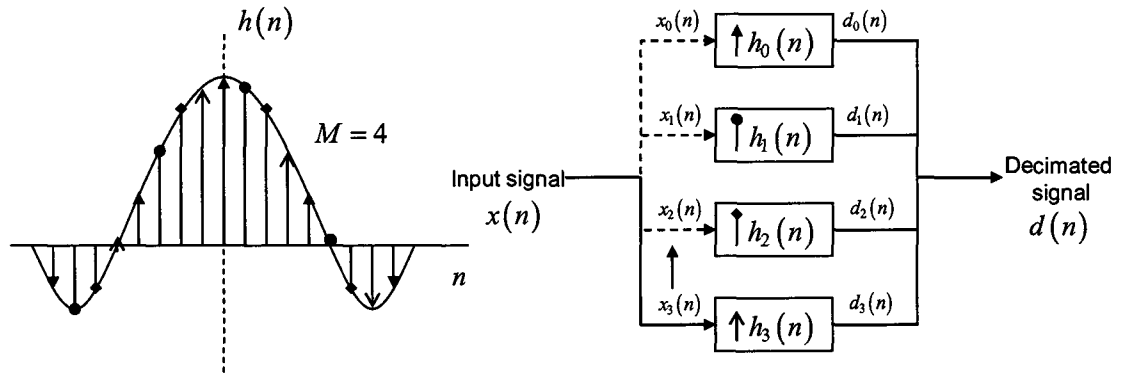 h(n)
M = 4
n
Input signal
x(n)
x₀(n)
h₀(n)
d₀(n)
x₁(n)
h₁(n)
d₁(n)
x₂(n)
h₂(n)
d₂(n)
x₃(n)
h₃(n)
d₃(n)
Decimated
signal
d(n)